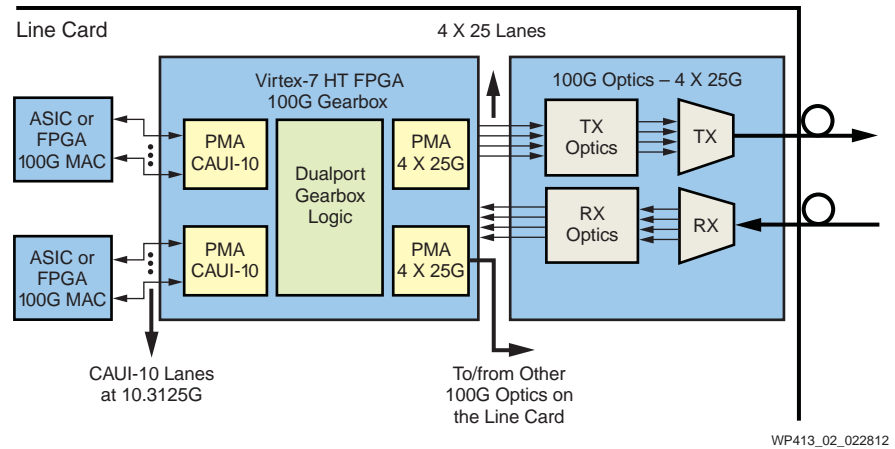 Line Card
4 X 25 Lanes
Virtex-7 HT FPGA
100G Gearbox
100G Optics – 4 X 25G
ASIC or
FPGA
100G MAC
PMA
CAUI-10
Dualport
Gearbox
Logic
PMA
4 X 25G
TX
Optics
TX
RX
Optics
RX
ASIC or
FPGA
100G MAC
PMA
CAUI-10
PMA
4 X 25G
CAUI-10 Lanes
at 10.3125G
To/from Other
100G Optics on
the Line Card
WP413_02_022812